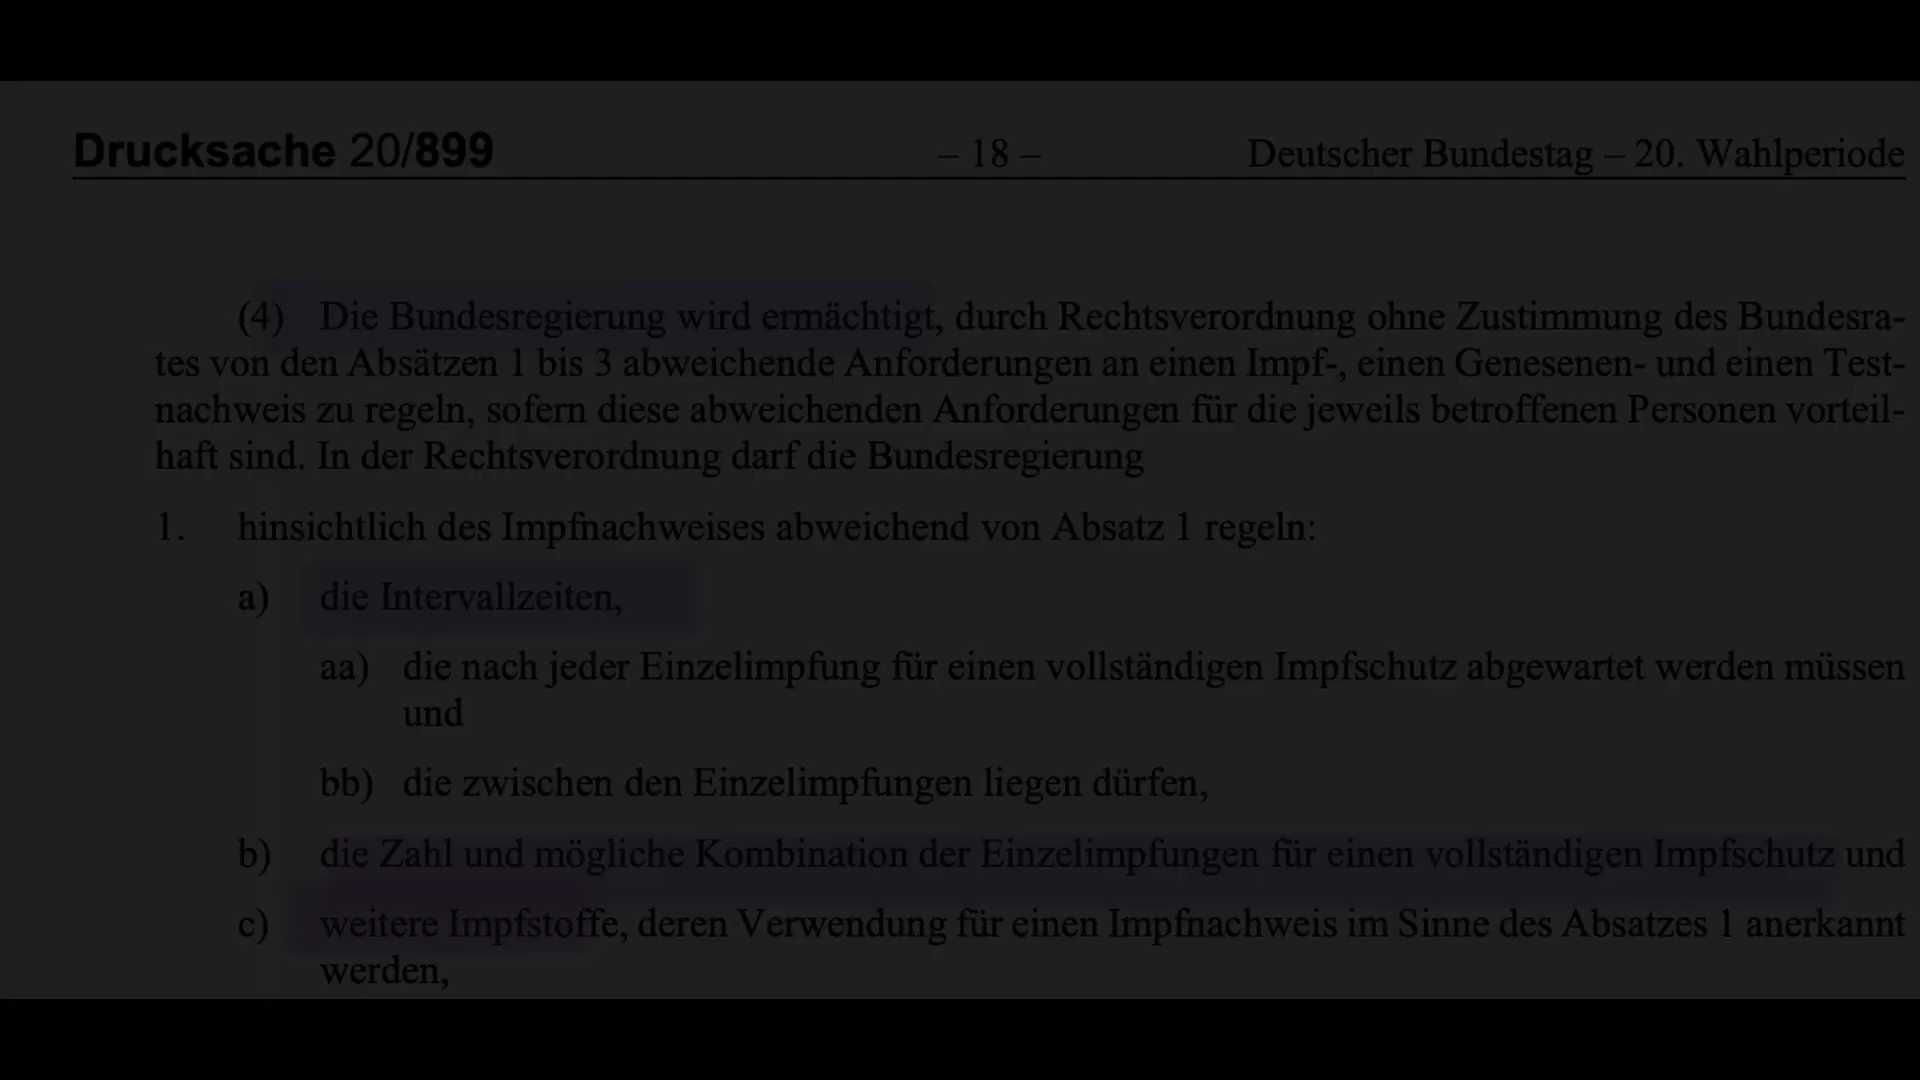 Drucksache 20/899 – 18 – Deutscher Bundestag – 20. Wahlperiode
(4) Die Bundesregierung wird ermächtigt, durch Rechtsverordnung ohne Zustimmung des Bundesra-
tes von den Absätzen 1 bis 3 abweichende Anforderungen an einen Impf-, einen Genesenen- und einen Test-
nachweis zu regeln, sofern diese abweichenden Anforderungen für die jeweils betroffenen Personen vorteil-
haft sind. In der Rechtsverordnung darf die Bundesregierung
1. hinsichtlich des Impfnachweises abweichend von Absatz 1 regeln:
a) die Intervallzeiten,
aa) die nach jeder Einzelimpfung für einen vollständigen Impfschutz abgewartet werden müssen
und
bb) die zwischen den Einzelimpfungen liegen dürfen,
b) die Zahl und mögliche Kombination der Einzelimpfungen für einen vollständigen Impfschutz und
c) weitere Impfstoffe, deren Verwendung für einen Impfnachweis im Sinne des Absatzes 1 anerkannt
werden,